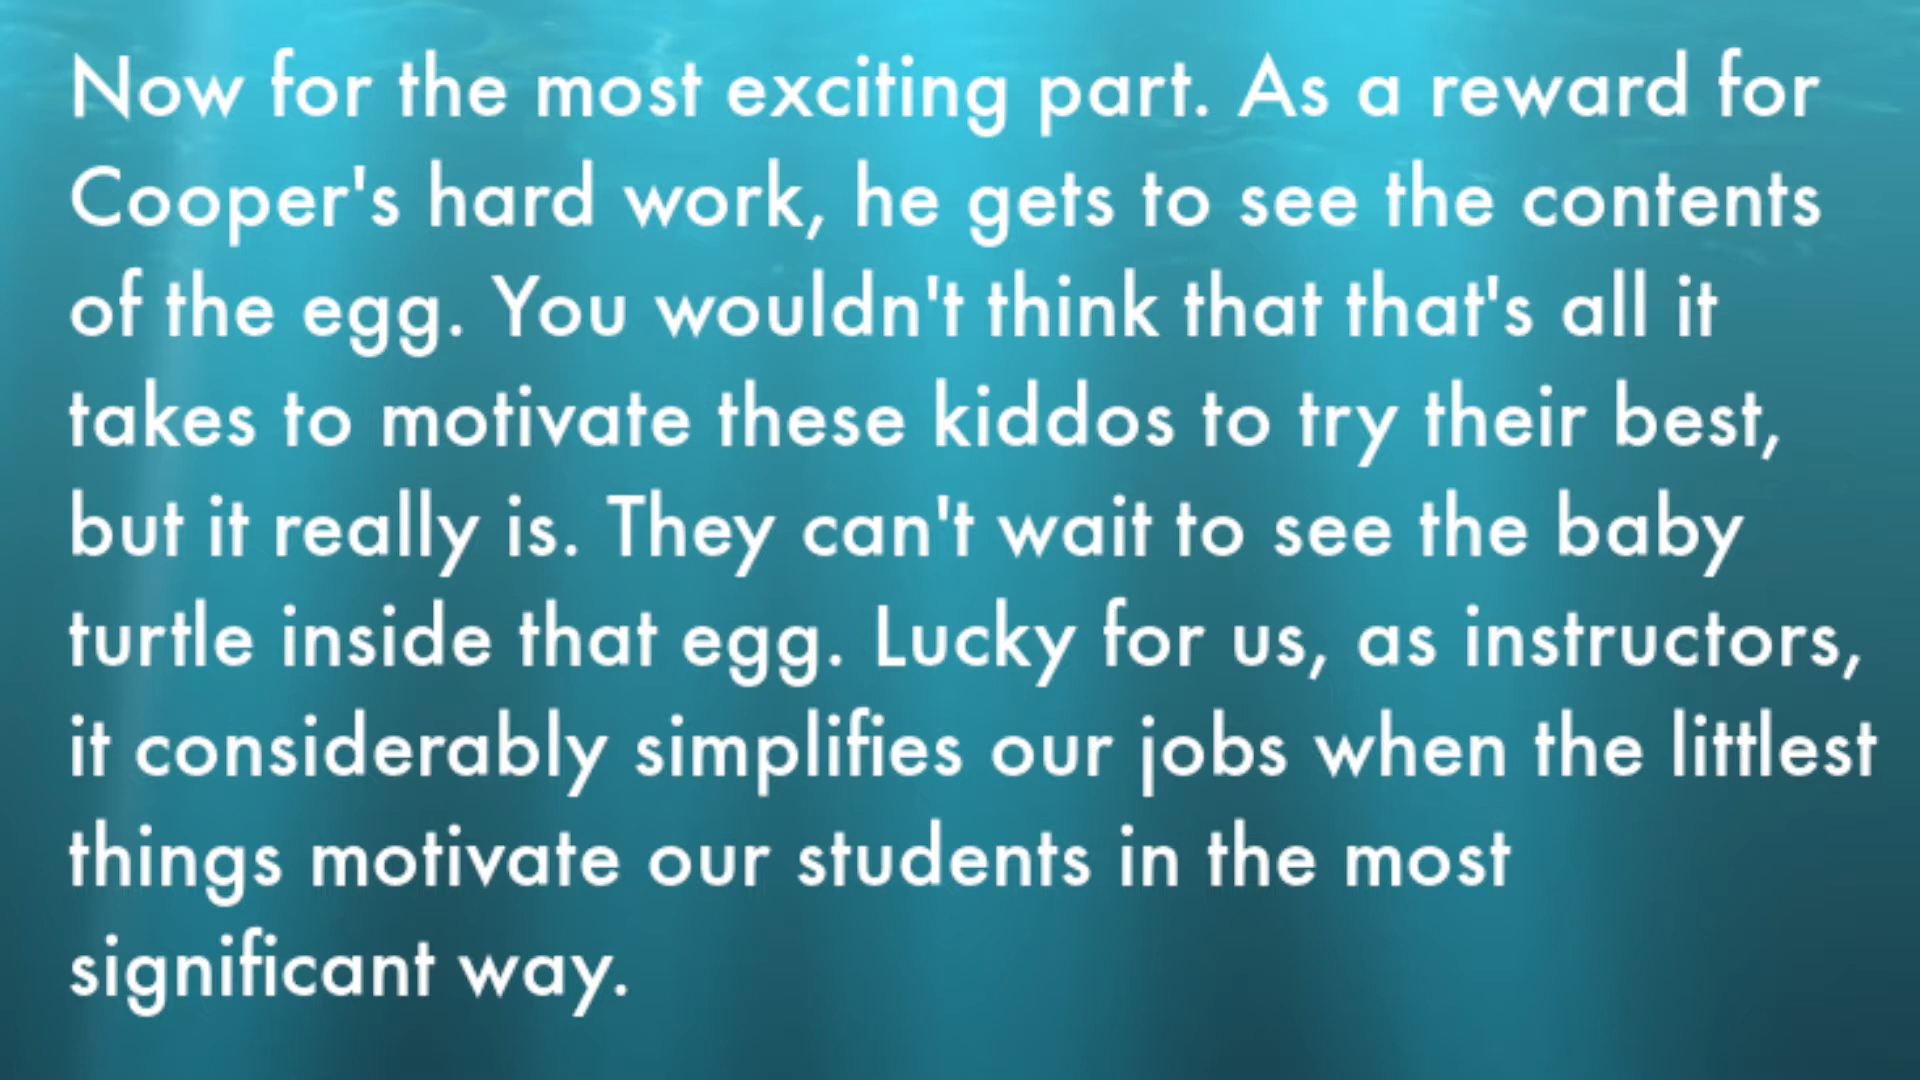 Now for the most exciting part. As a reward for
Cooper's hard work, he gets to see the contents
of the egg. You wouldn't think that that's all it
takes to motivate these kiddos to try their best,
but it really is. They can't wait to see the baby
turtle inside that egg. Lucky for us, as instructors,
it considerably simplifies our jobs when the littlest
things motivate our students in the most
significant way.